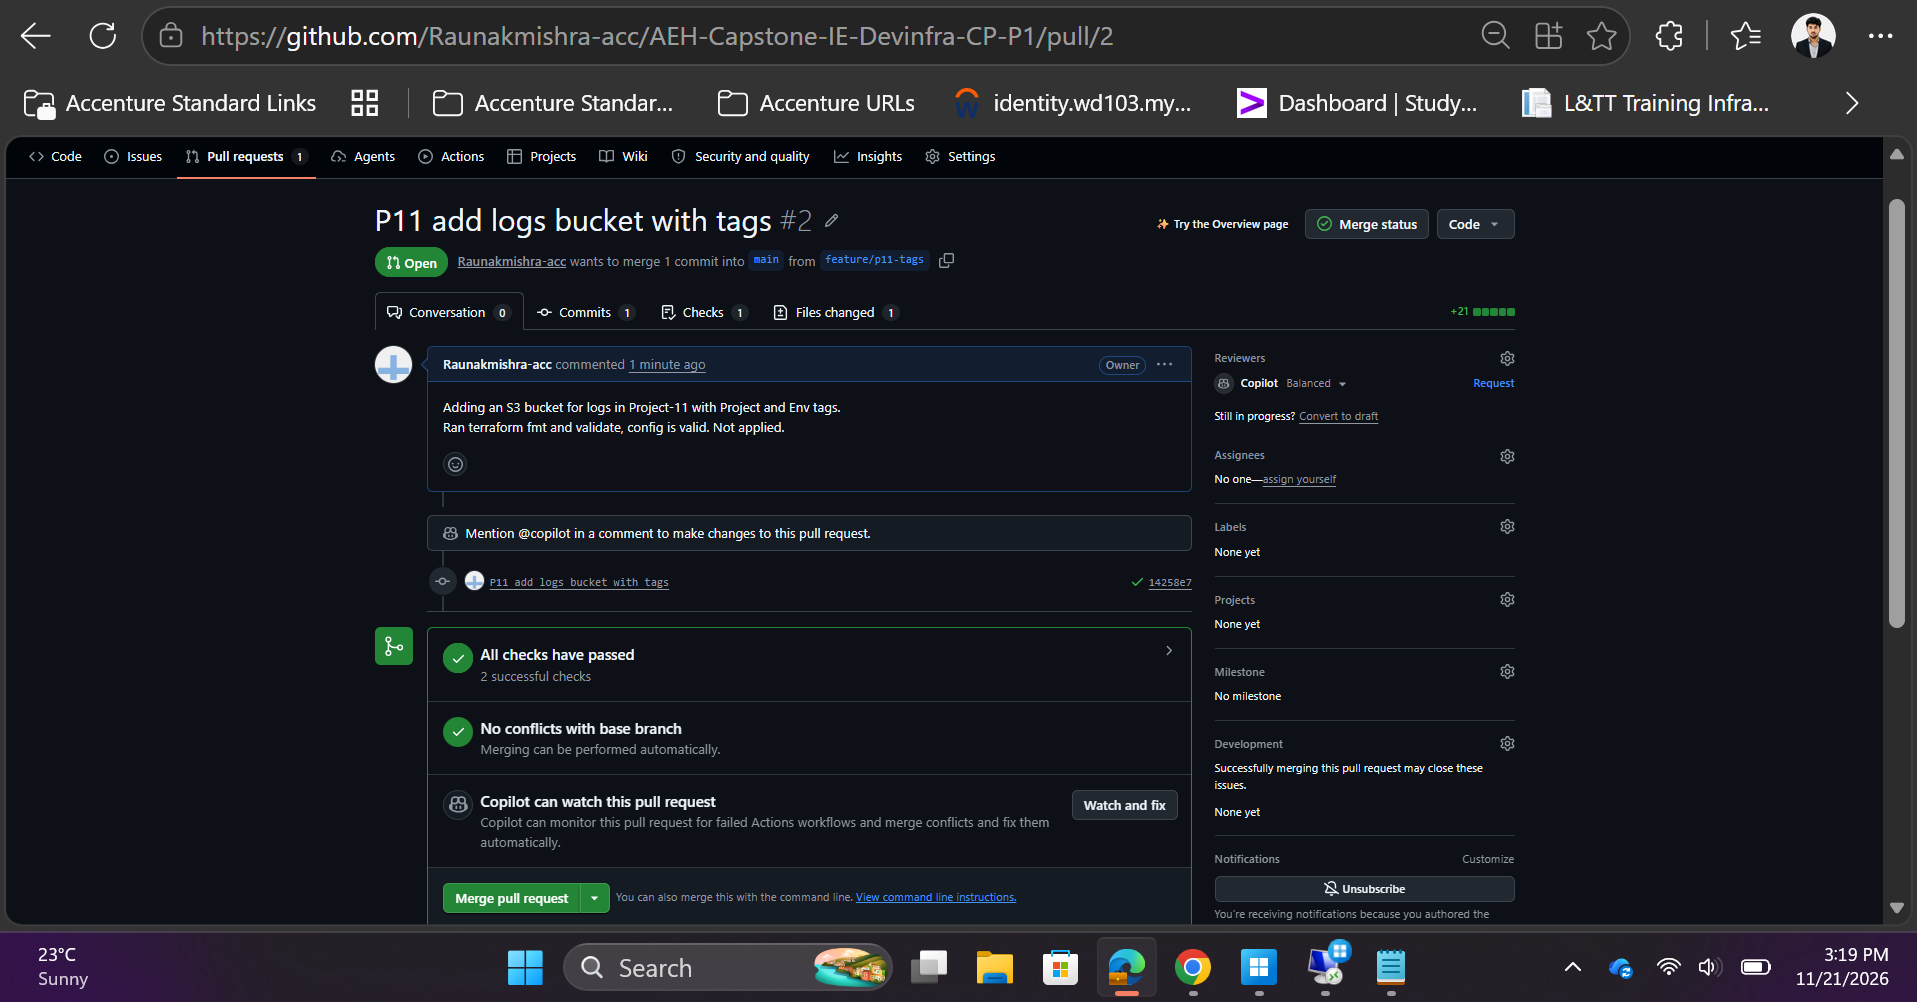 https://github.com/Raunakmishra-acc/AEH-Capstone-IE-Devinfra-CP-P1/pull/2
Accenture Standard Links
Accenture Standar...
Accenture URLs
identity.wd103.my...
Dashboard | Study...
L&TT Training Infra...
Code
Issues
Pull requests 1
Agents
Actions
Projects
Wiki
Security and quality
Insights
Settings
P11 add logs bucket with tags #2
Try the Overview page
Merge status
Code
Open
Raunakmishra-acc wants to merge 1 commit into main from feature/p11-tags
Conversation 0
Commits 1
Checks 1
Files changed 1
+21
Raunakmishra-acc commented 1 minute ago
Owner
Adding an S3 bucket for logs in Project-11 with Project and Env tags.
Ran terraform fmt and validate, config is valid. Not applied.
Mention @copilot in a comment to make changes to this pull request.
P11 add logs bucket with tags
14258e7
All checks have passed
2 successful checks
No conflicts with base branch
Merging can be performed automatically.
Copilot can watch this pull request
Copilot can monitor this pull request for failed Actions workflows and merge conflicts and fix them
automatically.
Watch and fix
Merge pull request
You can also merge this with the command line. View command line instructions.
Reviewers
Copilot Balanced
Request
Still in progress? Convert to draft
Assignees
No one—assign yourself
Labels
None yet
Projects
None yet
Milestone
No milestone
Development
Successfully merging this pull request may close these
issues.
None yet
Notifications
Customize
Unsubscribe
You're receiving notifications because you authored the
23°C
Sunny
Search
3:19 PM
11/21/2026